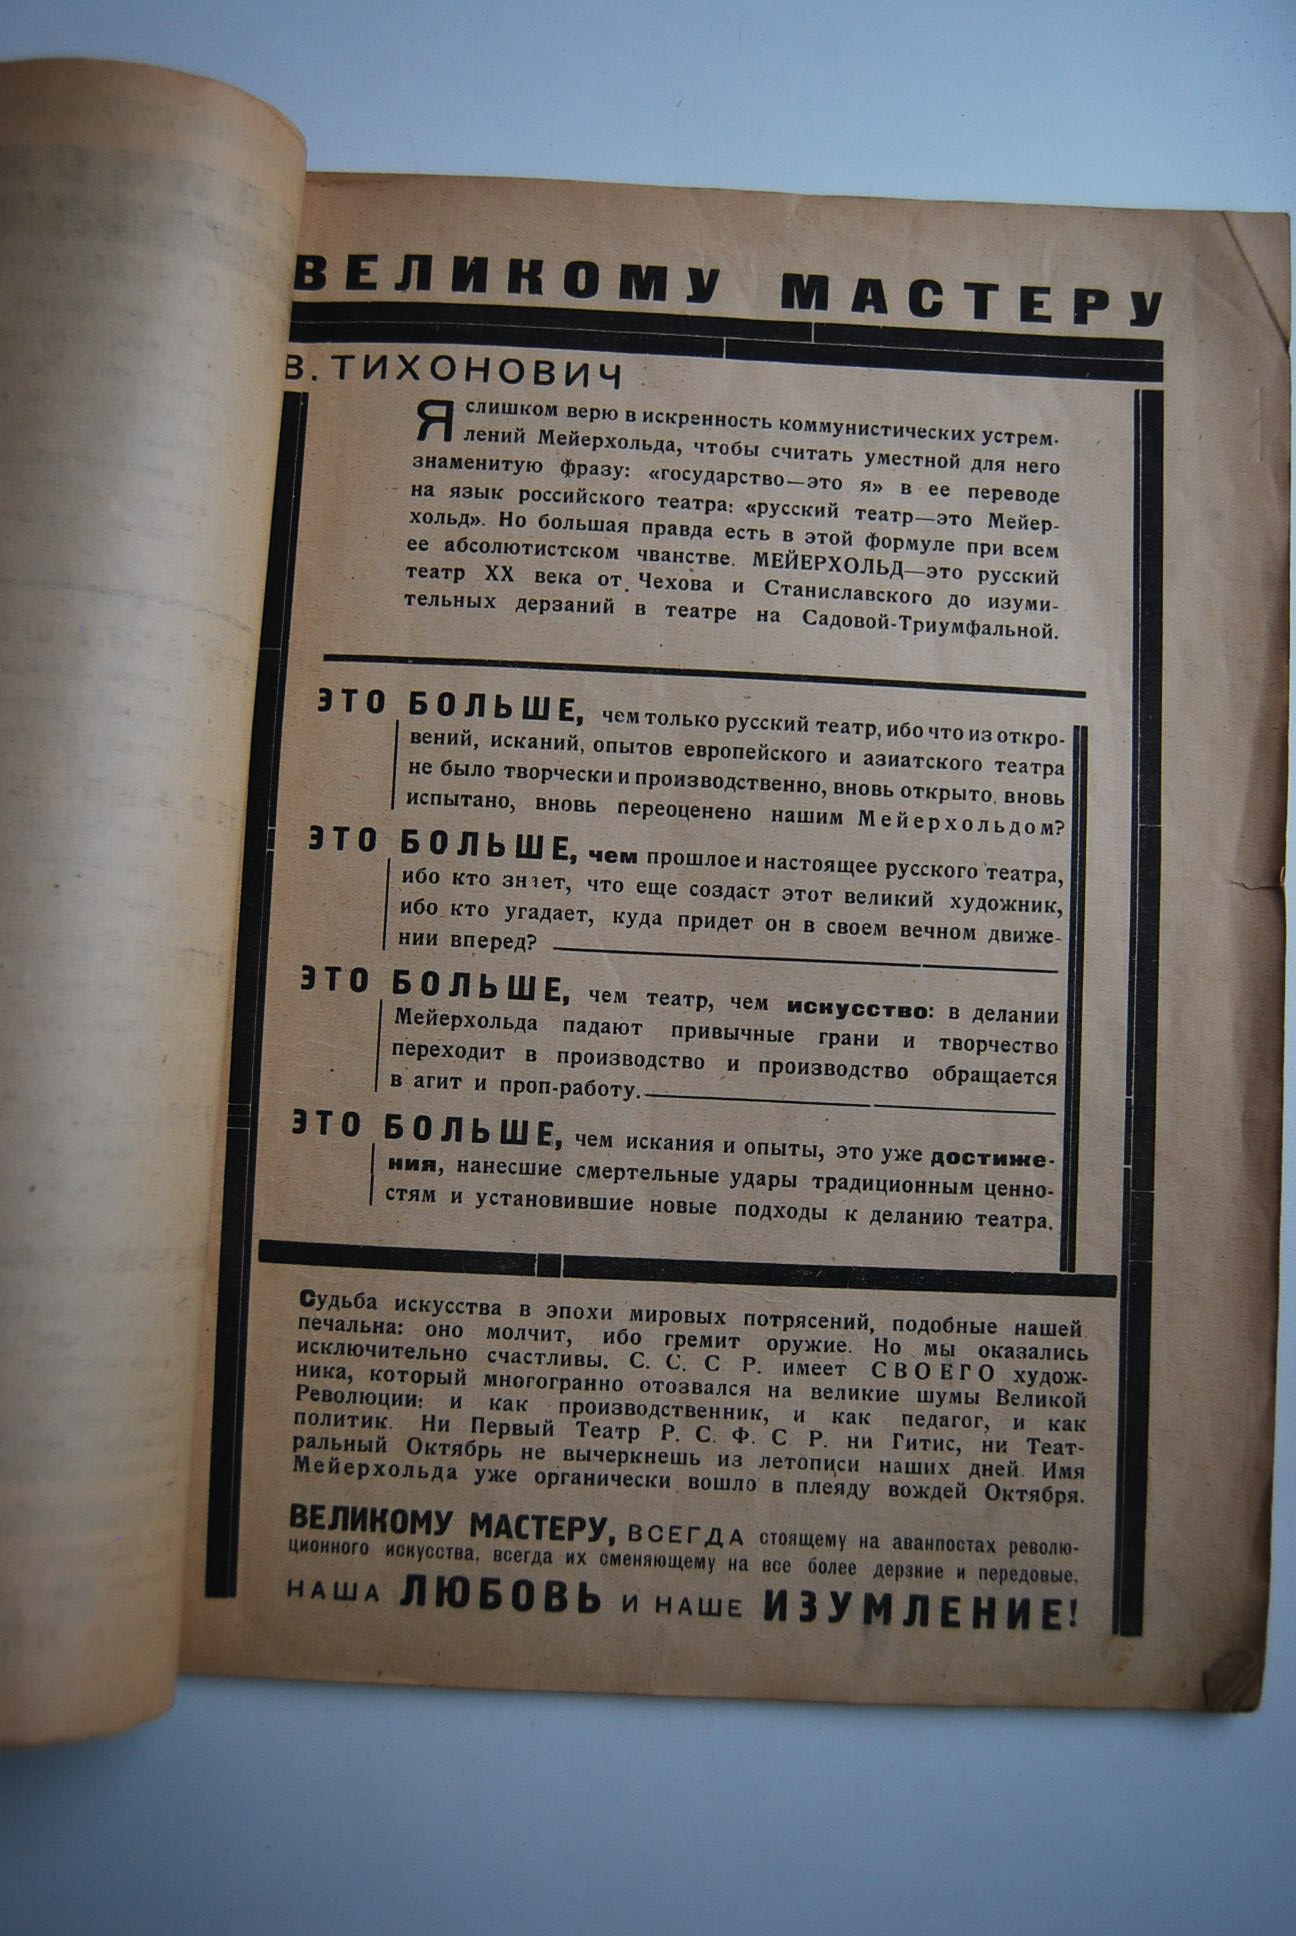 ВЕЛИКОМУ МАСТЕРУ
В. ТИХОНОВИЧ
Я слишком верю в искренность коммунистических устрем-
лений Мейерхольда, чтобы считать уместной для него
знаменитую фразу: «государство—это я» в ее переводе
на язык российского театра: «русский театр—это Мейер-
хольд». Но большая правда есть в этой формуле при всем
ее абсолютистском чванстве. МЕЙЕРХОЛЬД—это русский
театр XX века от Чехова и Станиславского до изуми-
тельных дерзаний в театре на Садовой-Триумфальной.
ЭТО БОЛЬШЕ, чем только русский театр, ибо что из откро-
вений, исканий, опытов европейского и азиатского театра
не было творчески и производственно, вновь открыто, вновь
испытано, вновь переоценено нашим Мейерхольдом?
ЭТО БОЛЬШЕ, чем прошлое и настоящее русского театра,
ибо кто знает, что еще создаст этот великий художник,
ибо кто угадает, куда придет он в своем вечном движе-
нии вперед?
ЭТО БОЛЬШЕ, чем театр, чем искусство: в делании
Мейерхольда падают привычные грани и творчество
переходит в производство и производство обращается
в агит и проп-работу.
ЭТО БОЛЬШЕ, чем искания и опыты, это уже достиже-
ния, нанесшие смертельные удары традиционным ценно-
стям и установившие новые подходы к деланию театра.
Судьба искусства в эпохи мировых потрясений, подобные нашей
печальна: оно молчит, ибо гремит оружие. Но мы оказались
исключительно счастливы. С. С. С Р. имеет СВОЕГО худож-
ника, который многогранно отозвался на великие шумы Великой
Революции: и как производственник, и как педагог, и как
политик. Ни Первый Театр Р. С. Ф. С Р. ни Гитис, ни Теат-
ральный Октябрь не вычеркнешь из летописи наших дней. Имя
Мейерхольда уже органически вошло в плеяду вождей Октября.
ВЕЛИКОМУ МАСТЕРУ, ВСЕГДА стоящему на аванпостах револю-
ционного искусства, всегда их сменяющему на все более дерзкие и передовые,
НАША ЛЮБОВЬ И НАШЕ ИЗУМЛЕНИЕ!